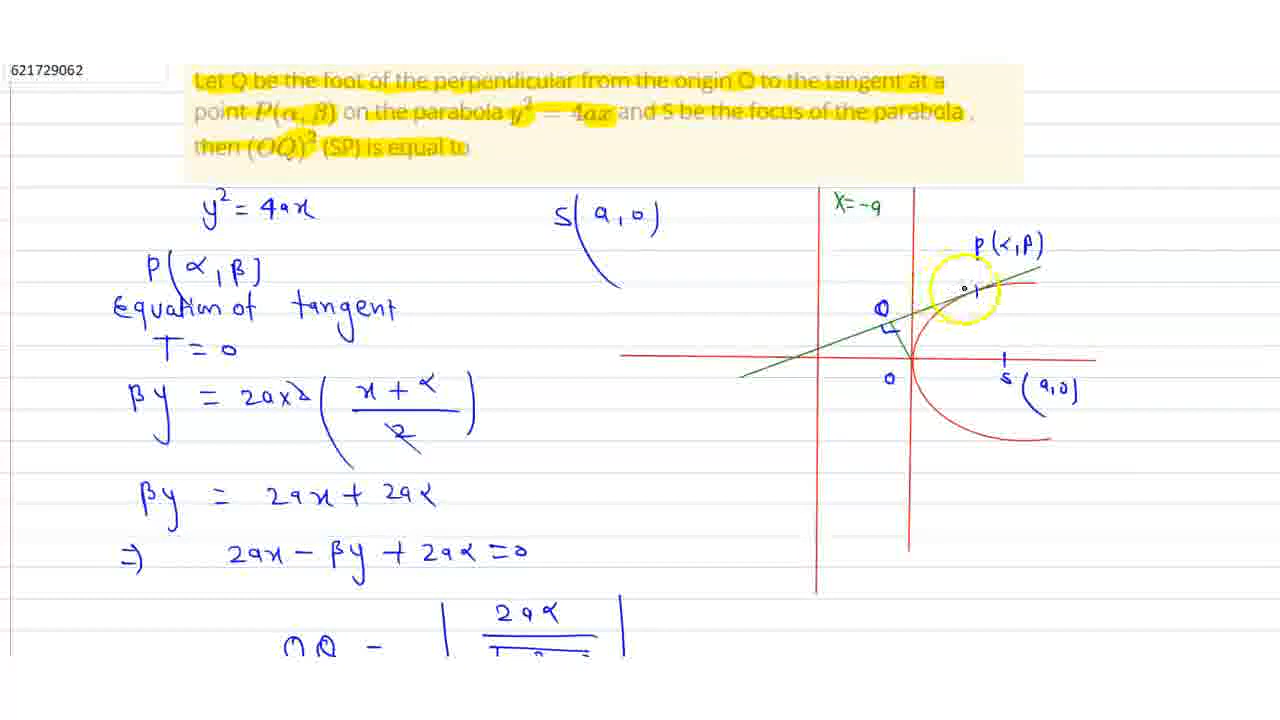 621729062
Let Q be the foot of the perpendicular from the origin O to the tangent at a
point P(α, β) on the parabola y² = 4ax and S be the focus of the parabola ,
then (OQ)² (SP) is equal to
y² = 4ax
S(a,0)
x=-a
P(α,β)
P(α,β)
Equation of tangent
T = 0
Q
O
S (a,0)
βy = 2a×2 ( x + α / 2 )
βy = 2ax + 2aα
⇒ 2ax − βy + 2aα = 0
OQ = | 2aα |